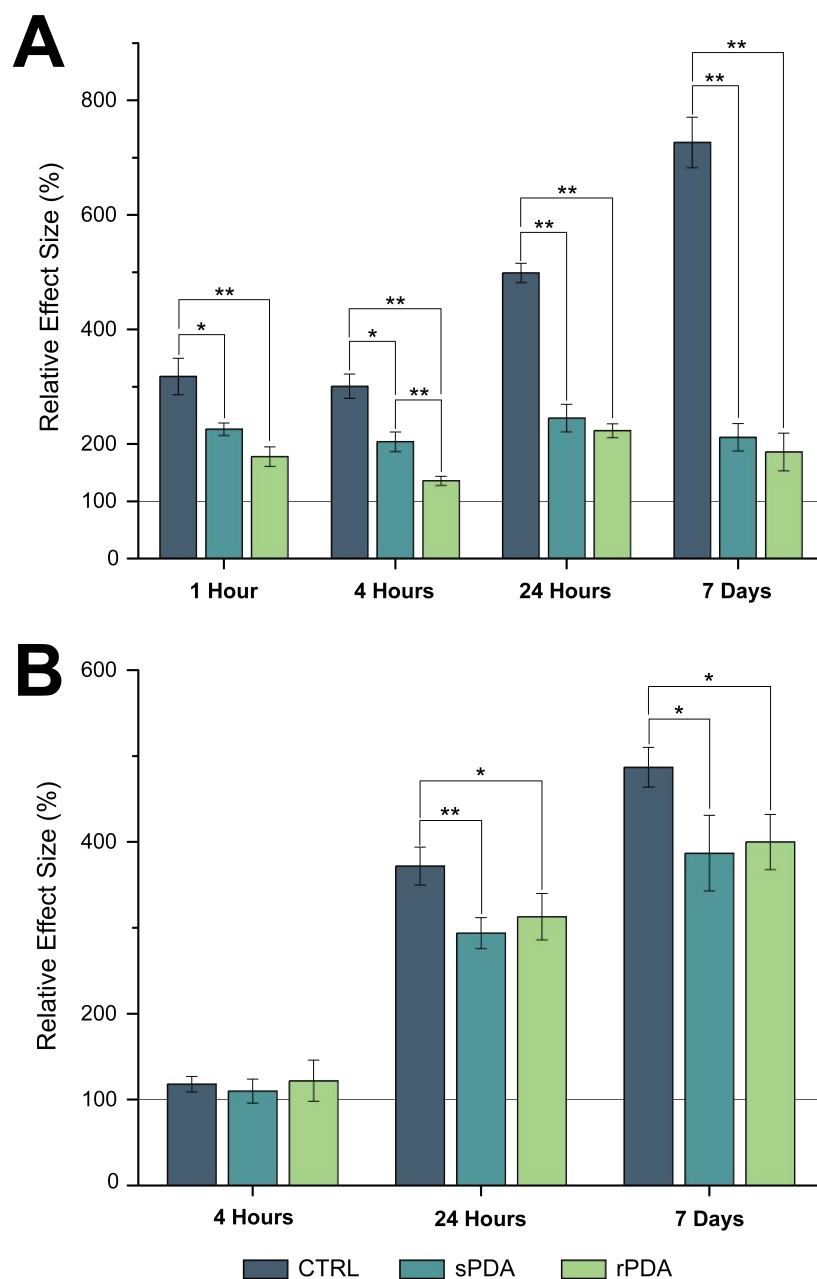 A
Relative Effect Size (%)
800
600
400
200
100
0
**
*
**
*
**
**
**
**
**
1 Hour
4 Hours
24 Hours
7 Days
B
Relative Effect Size (%)
600
400
200
100
0
*
**
*
*
4 Hours
24 Hours
7 Days
CTRL
sPDA
rPDA